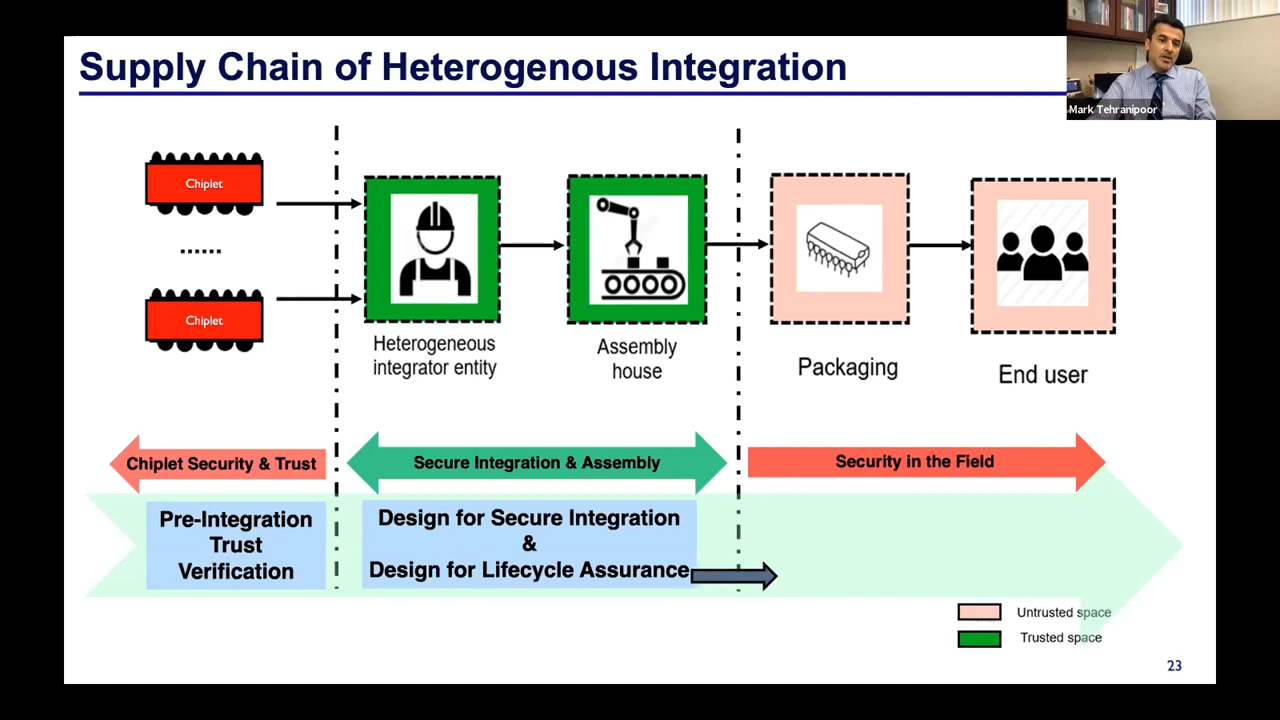 Supply Chain of Heterogenous Integration
Mark Tehranipoor
Chiplet
......
Chiplet
Heterogeneous
integrator entity
Assembly
house
Packaging
End user
Chiplet Security & Trust
Secure Integration & Assembly
Security in the Field
Pre-Integration
Trust
Verification
Design for Secure Integration
&
Design for Lifecycle Assurance
Untrusted space
Trusted space
23